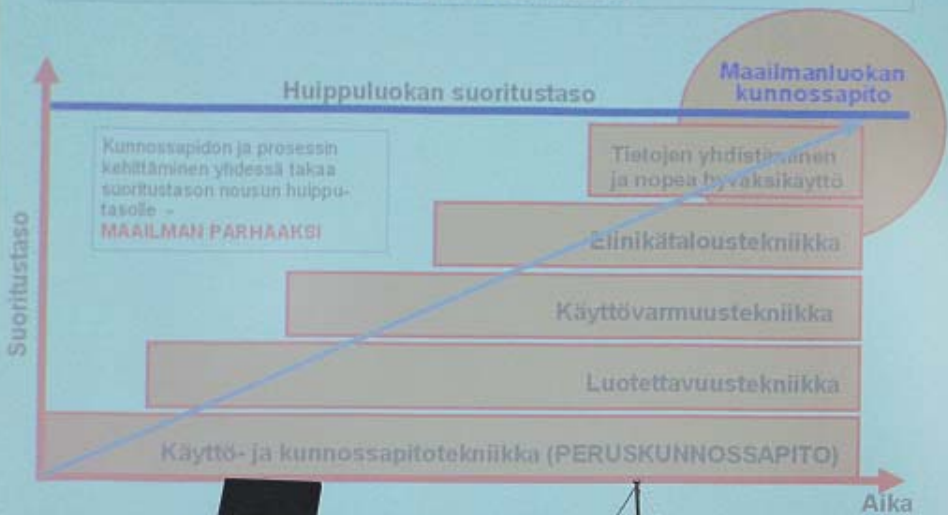 Maailmanluokan
kunnossapito
Huippuluokan suoritustaso
Kunnossapidon ja prosessin
kehittäminen yhdessä takaa
suoritustason nousun huippu-
tasolle -
MAAILMAN PARHAAKSI
Tietojen yhdistäminen
ja nopea hyväksikäyttö
Elinikätaloustekniikka
Käyttövarmuustekniikka
Luotettavuustekniikka
Käyttö- ja kunnossapitotekniikka (PERUSKUNNOSSAPITO)
Suoritustaso
Aika